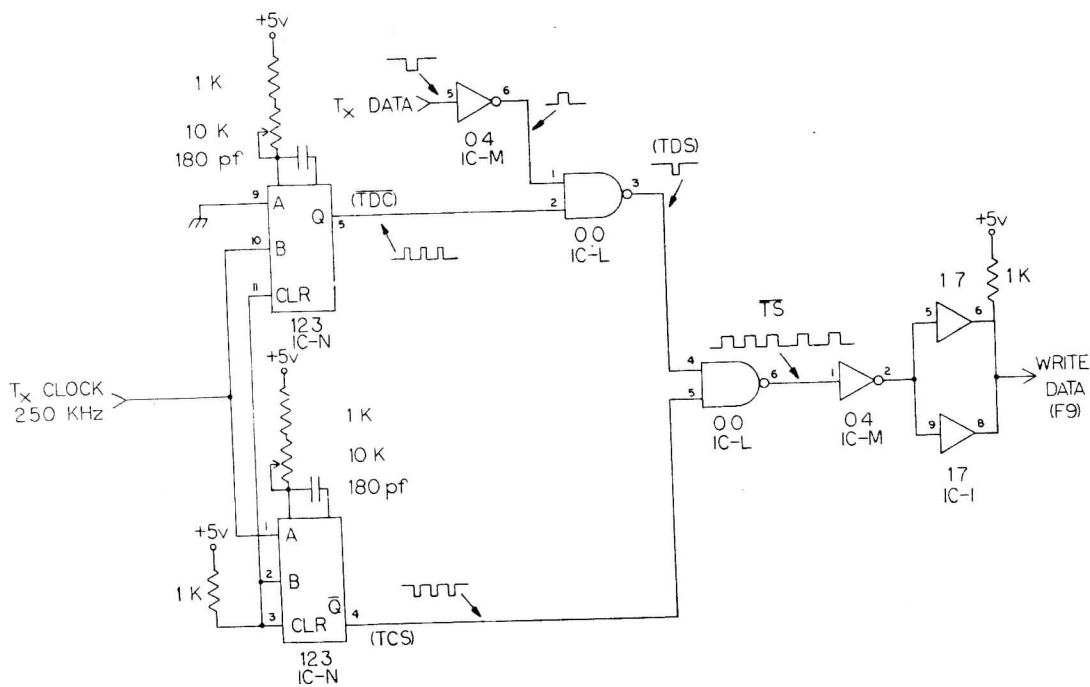 +5v
1 K
10 K
180 pf
9
A
Q
5
10
B
11
CLR
123
IC-N
(TDC)
Tx DATA
5
6
04
IC-M
1
2
3
00
IC-L
(TDS)
Tx CLOCK
250 KHz
+5v
1 K
10 K
180 pf
+5v
1 K
1
A
2
B
Q
3
CLR
4
123
IC-N
(TCS)
4
5
6
00
IC-L
TS
1
2
04
IC-M
+5v
1 K
17
5
6
9
8
17
IC-I
WRITE
DATA
(F9)